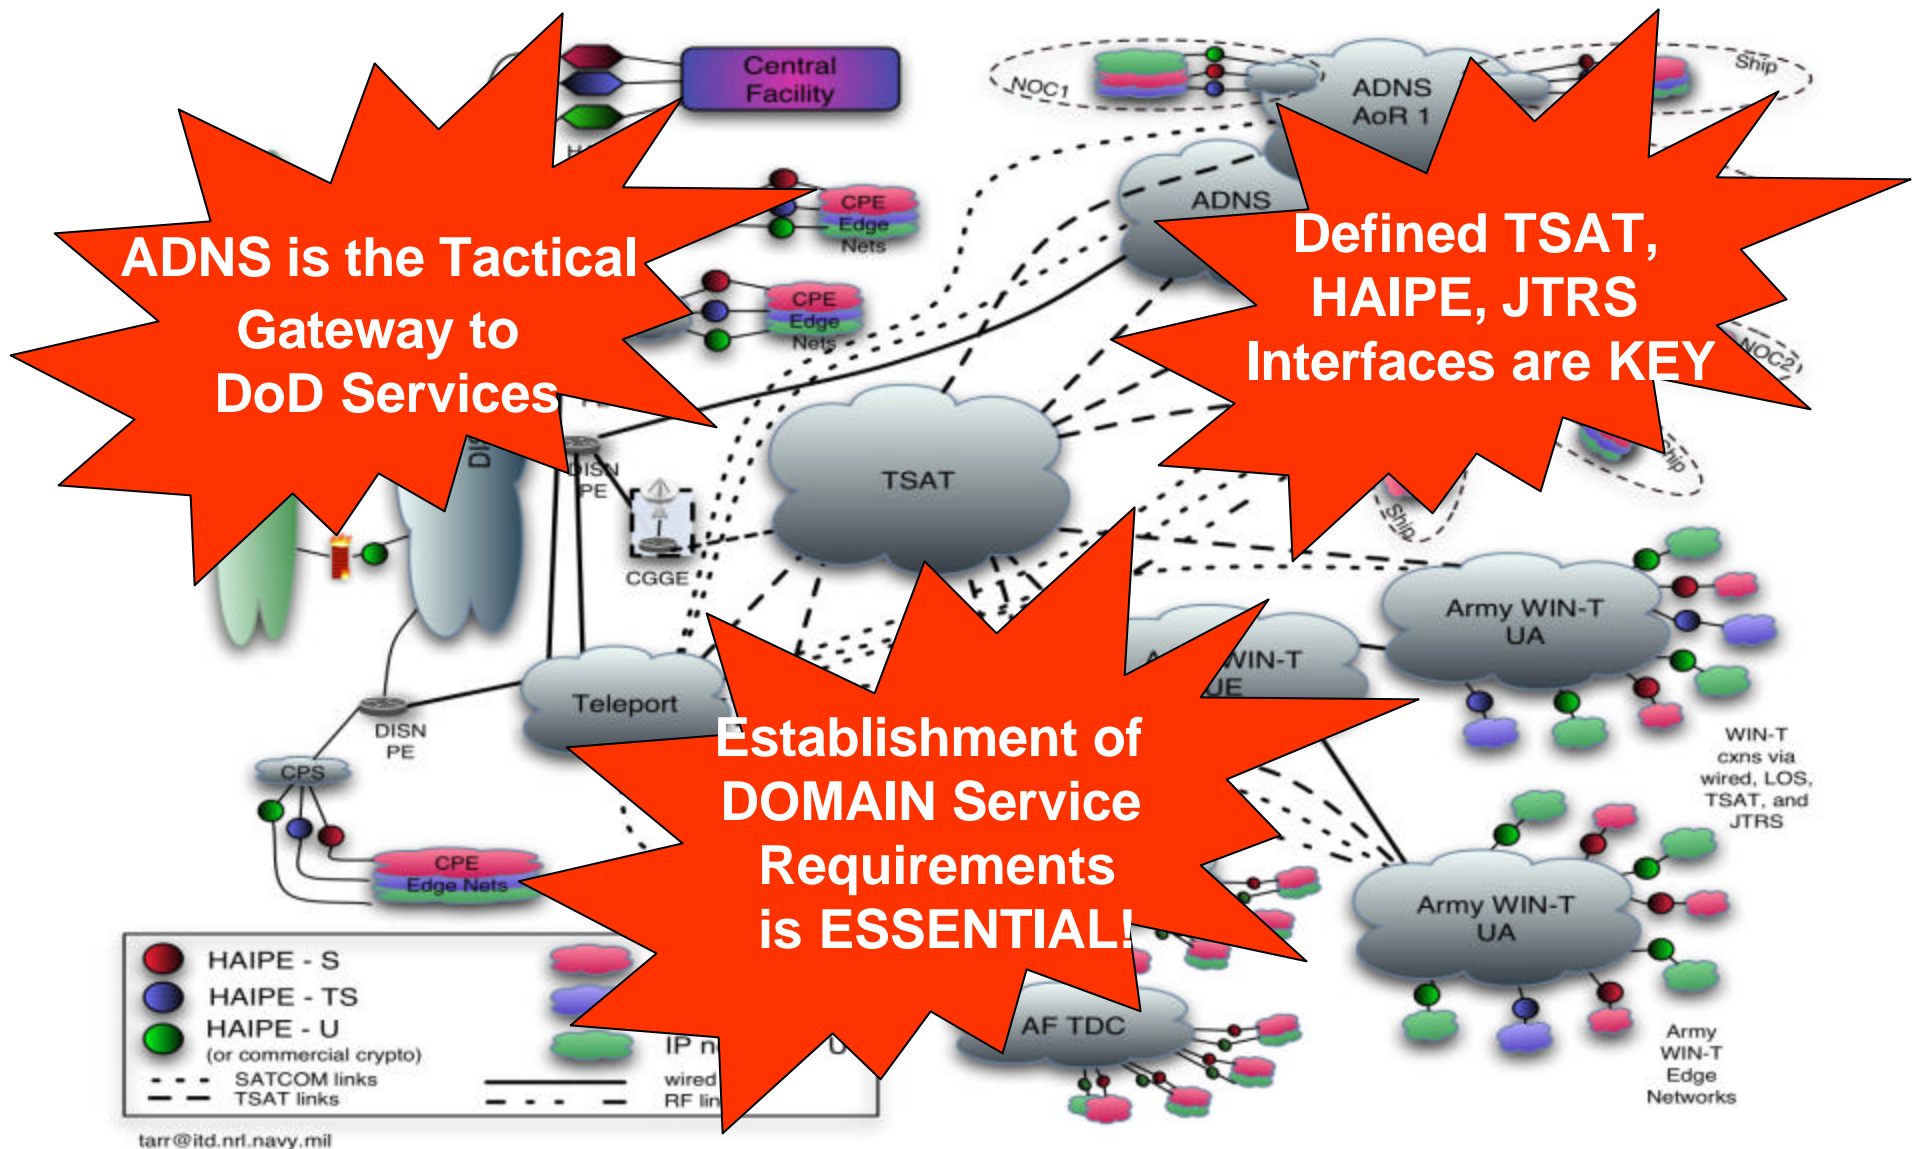 Central
Facility
NOC1
ADNS
AoR 1
Ship
CPE
Edge
Nets
ADNS
ADNS is the Tactical
Gateway to
DoD Services
Defined TSAT,
HAIPE, JTRS
Interfaces are KEY
CPE
Edge
Nets
NOC2
DISN
PE
TSAT
Ship
Ship
CGGE
Army WIN-T
UA
WIN-T
UE
Teleport
DISN
PE
WIN-T
cxns via
wired, LOS,
TSAT, and
JTRS
CPS
Establishment of
DOMAIN Service
Requirements
is ESSENTIAL!
CPE
Edge Nets
Army WIN-T
UA
HAIPE - S
HAIPE - TS
HAIPE - U
(or commercial crypto)
IP
U
SATCOM links
TSAT links
wired
RF
AF TDC
Army
WIN-T
Edge
Networks
tarr@itd.nrl.navy.mil